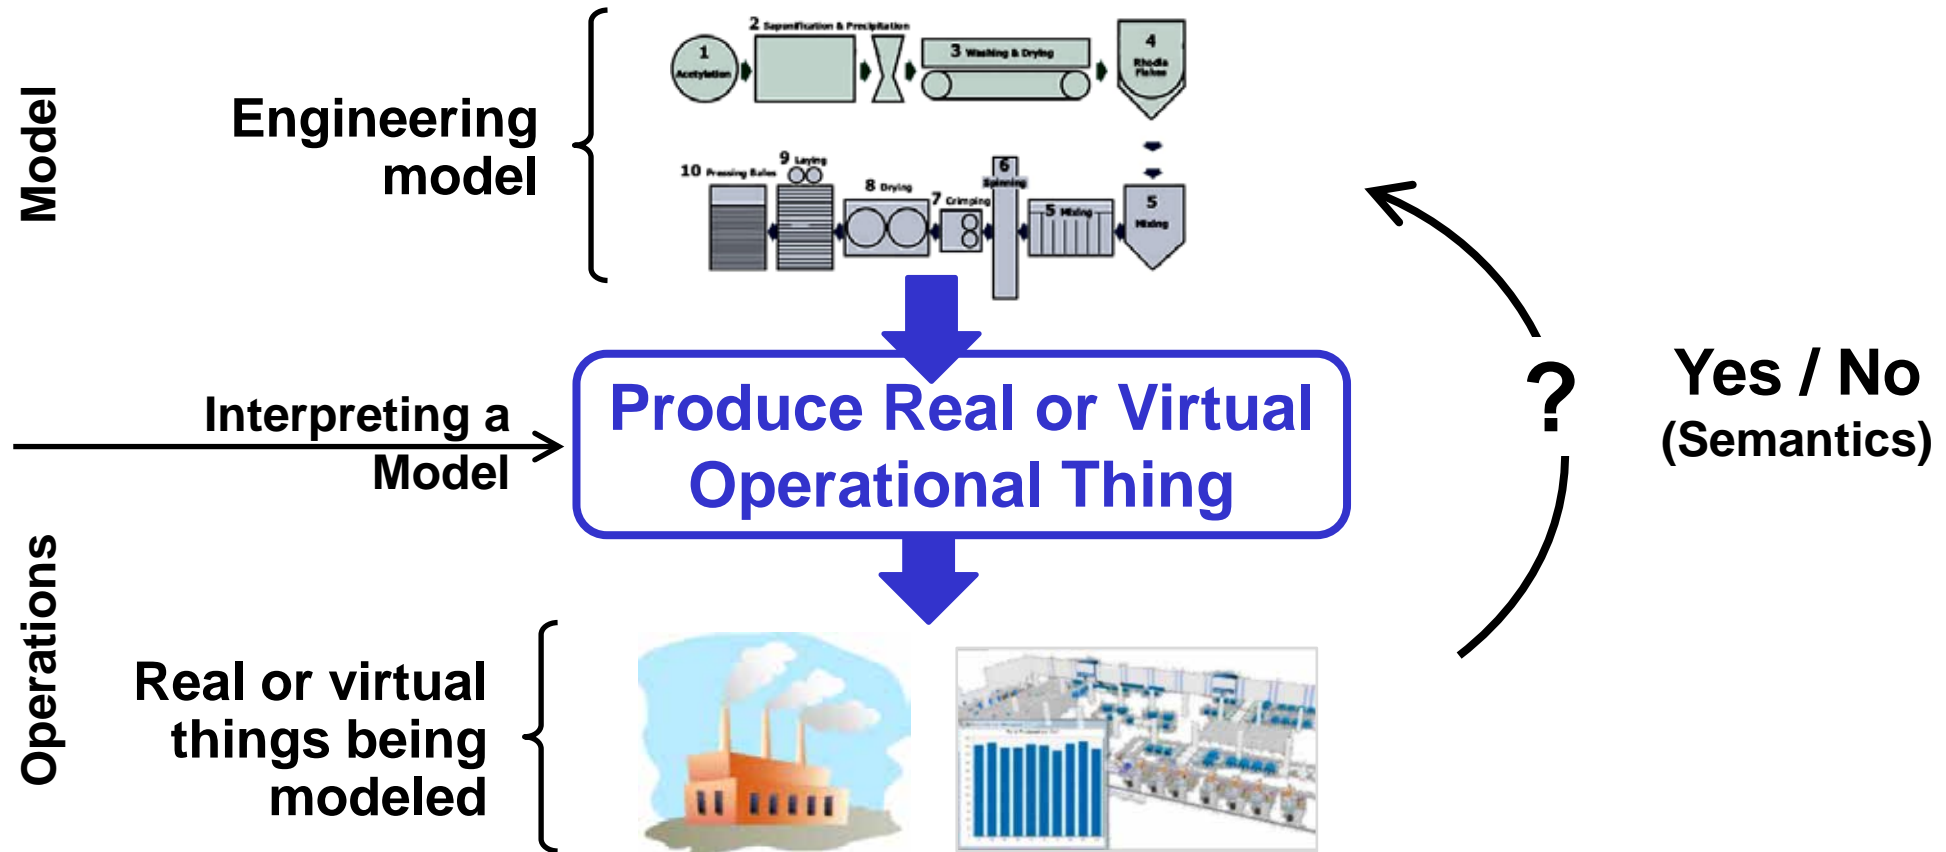 Model
Engineering
model
2 Saponification & Precipitation
1
Acetylation
3 Washing & Drying
4
Rhodia
Flakes
10 Pressing Bales
9 Laying
8 Drying
7 Crimping
6
Spinning
5 Mixing
5
Mixing
Interpreting a
Model
Produce Real or Virtual
Operational Thing
?
Yes / No
(Semantics)
Operations
Real or virtual
things being
modeled